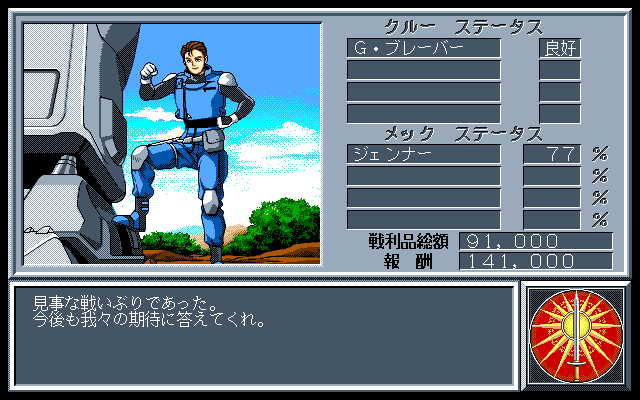 クルー ステータス
G・ブレーバー 良好
メック ステータス
ジェンナー 77 %
%
%
%
戦利品総額 91,000
報 酬 141,000
見事な戦いぶりであった。
今後も我々の期待に答えてくれ。